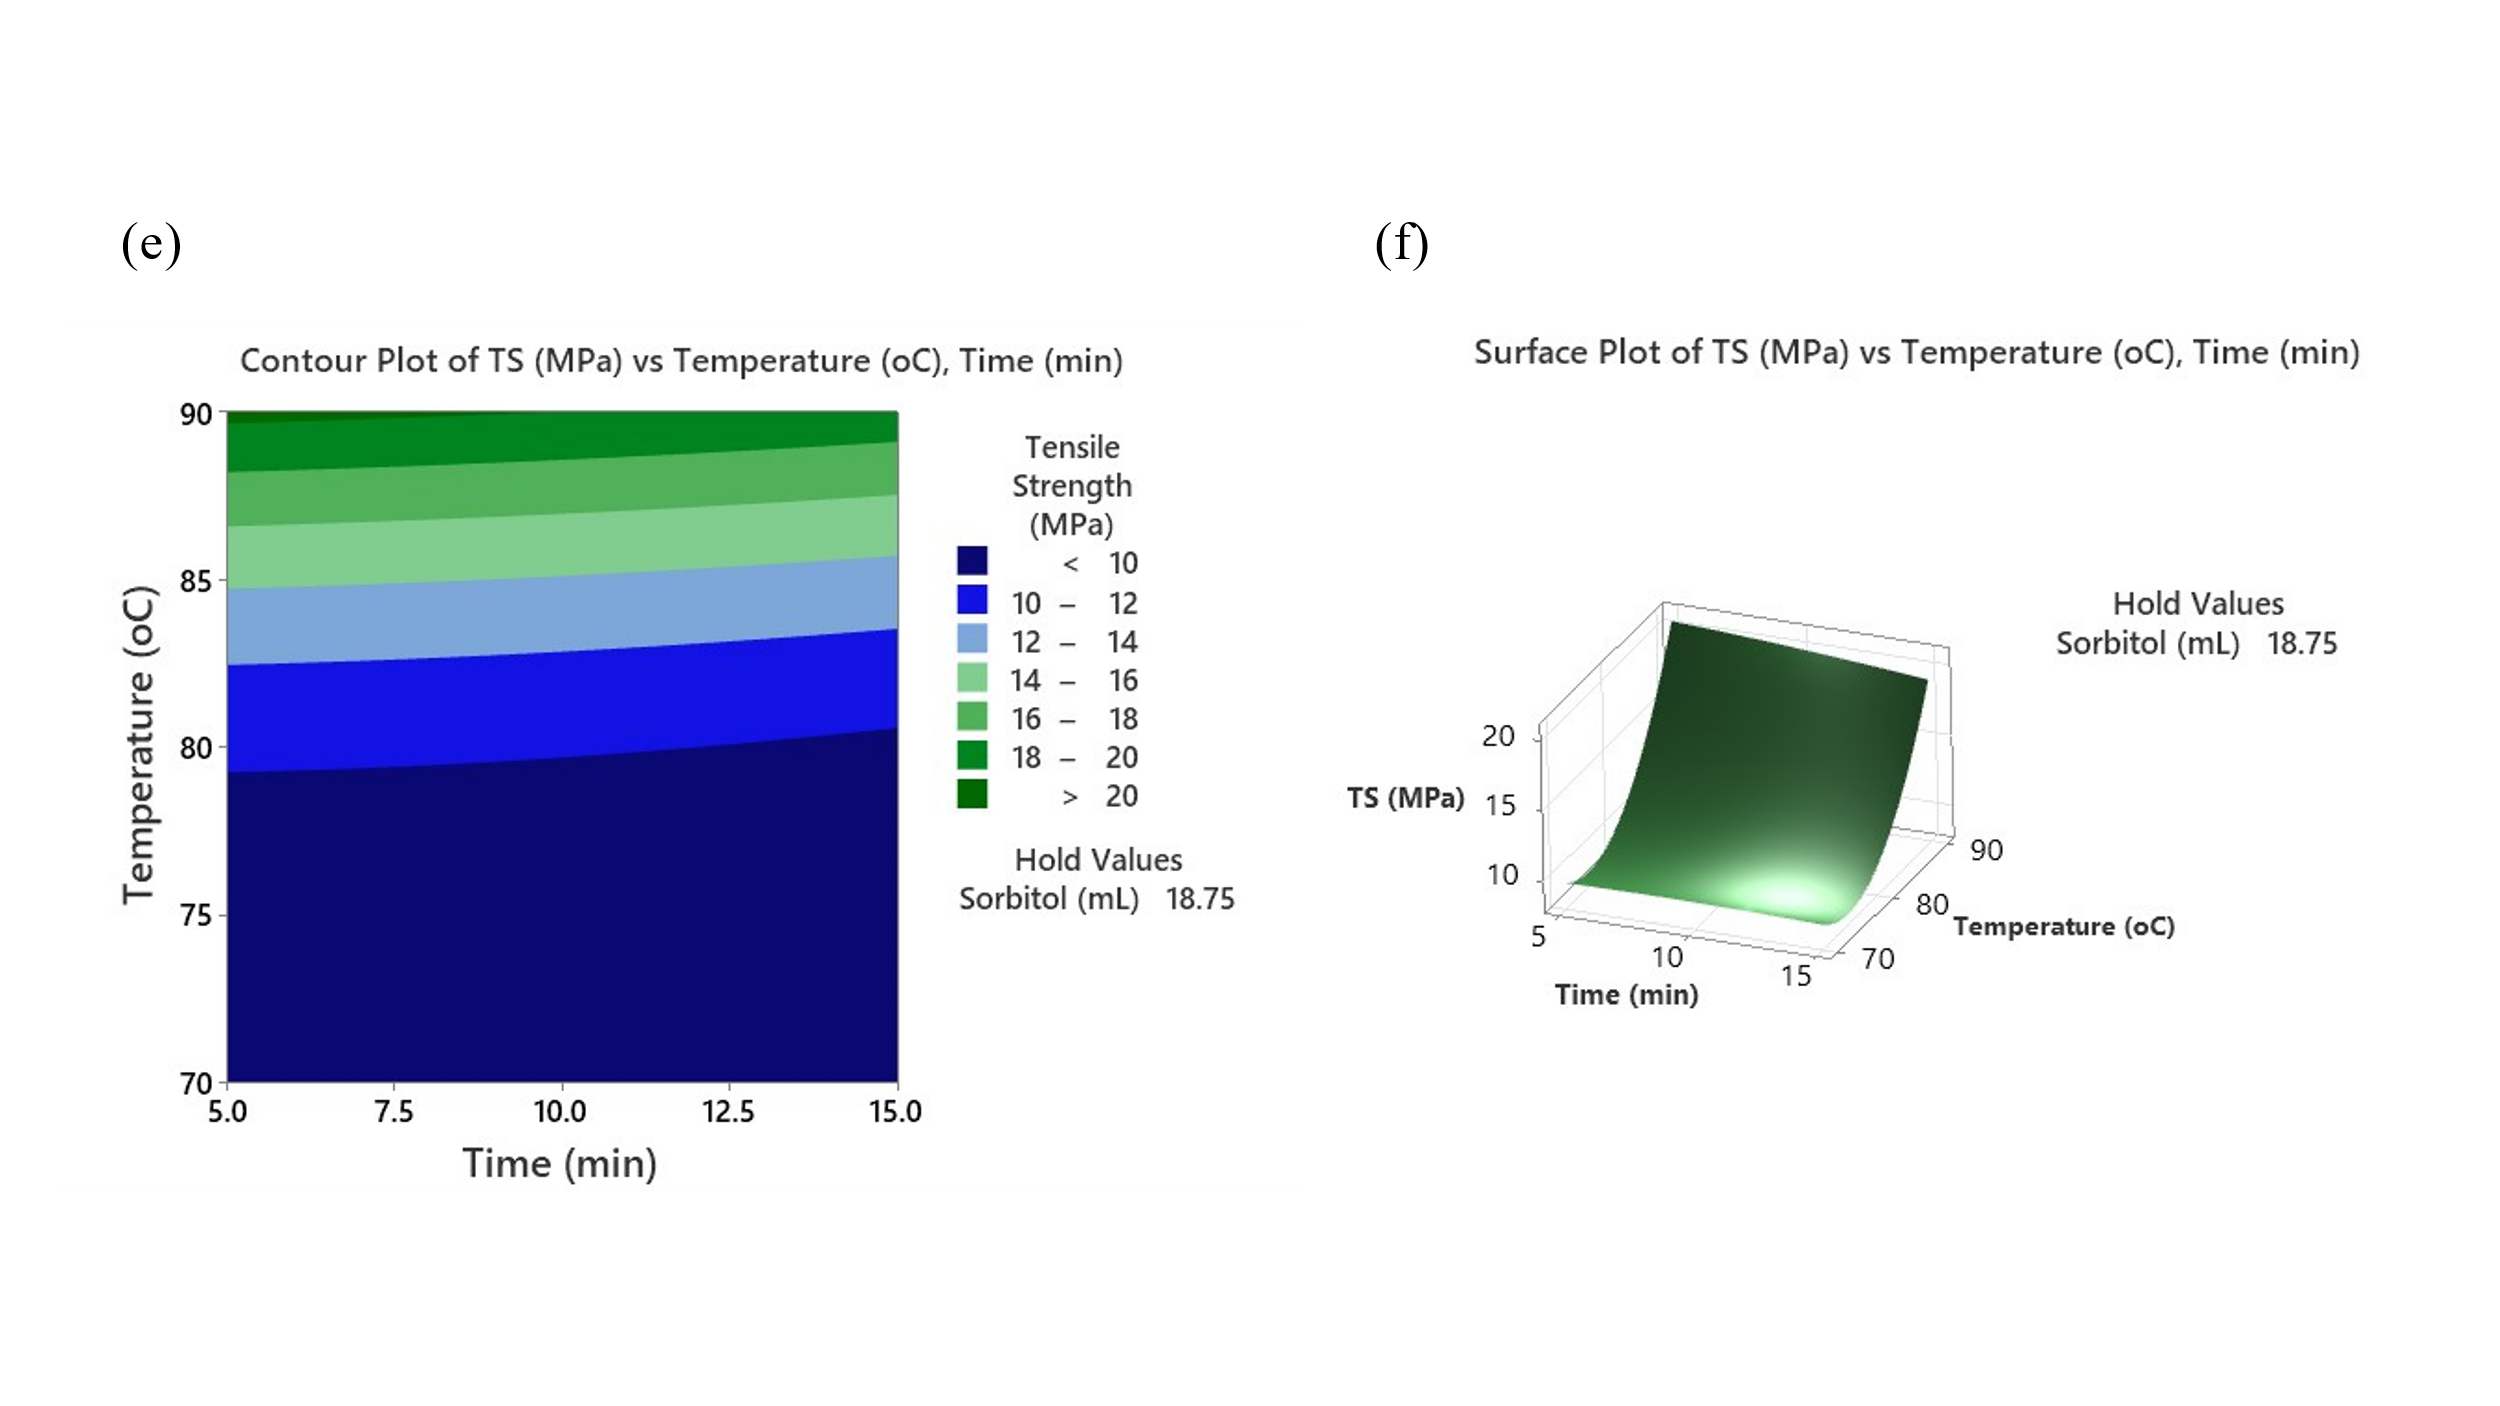 (e)
Contour Plot of TS (MPa) vs Temperature (oC), Time (min)
90
85
80
75
70
Temperature (oC)
5.0 7.5 10.0 12.5 15.0
Time (min)
Tensile
Strength
(MPa)
< 10
10 – 12
12 – 14
14 – 16
16 – 18
18 – 20
> 20
Hold Values
Sorbitol (mL) 18.75
(f)
Surface Plot of TS (MPa) vs Temperature (oC), Time (min)
Hold Values
Sorbitol (mL) 18.75
20
15
10
TS (MPa)
5
10
15
Time (min)
90
80
70
Temperature (oC)